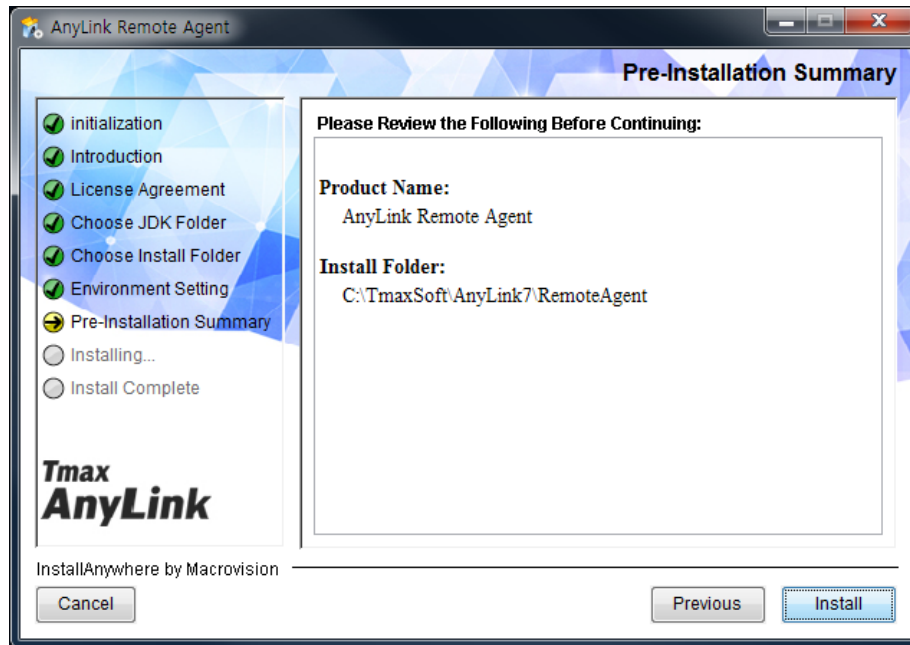 AnyLink Remote Agent
Pre-Installation Summary
initialization
Introduction
License Agreement
Choose JDK Folder
Choose Install Folder
Environment Setting
Pre-Installation Summary
Installing...
Install Complete
Tmax
AnyLink
Please Review the Following Before Continuing:
Product Name:
AnyLink Remote Agent
Install Folder:
C:\TmaxSoft\AnyLink7\RemoteAgent
InstallAnywhere by Macrovision
Cancel
Previous
Install